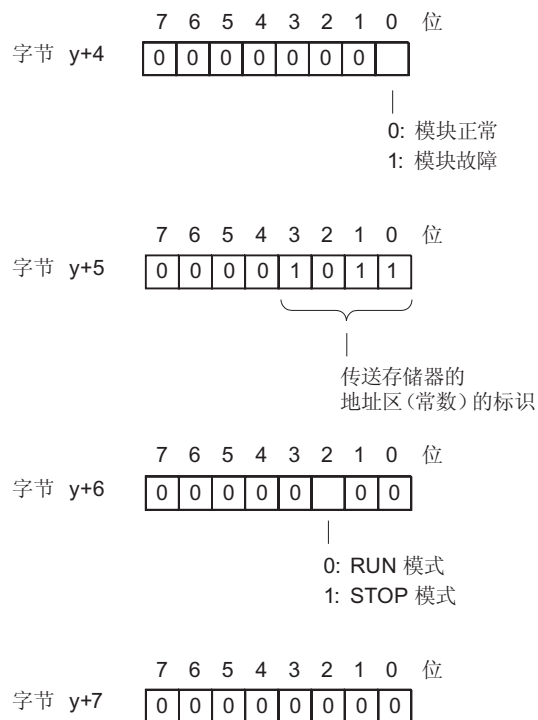 7 6 5 4 3 2 1 0 位
字节 y+4 0 0 0 0 0 0 0
0: 模块正常
1: 模块故障
7 6 5 4 3 2 1 0 位
字节 y+5 0 0 0 0 1 0 1 1
传送存储器的
地址区(常数)的标识
7 6 5 4 3 2 1 0 位
字节 y+6 0 0 0 0 0 0 0
0: RUN 模式
1: STOP 模式
7 6 5 4 3 2 1 0 位
字节 y+7 0 0 0 0 0 0 0 0